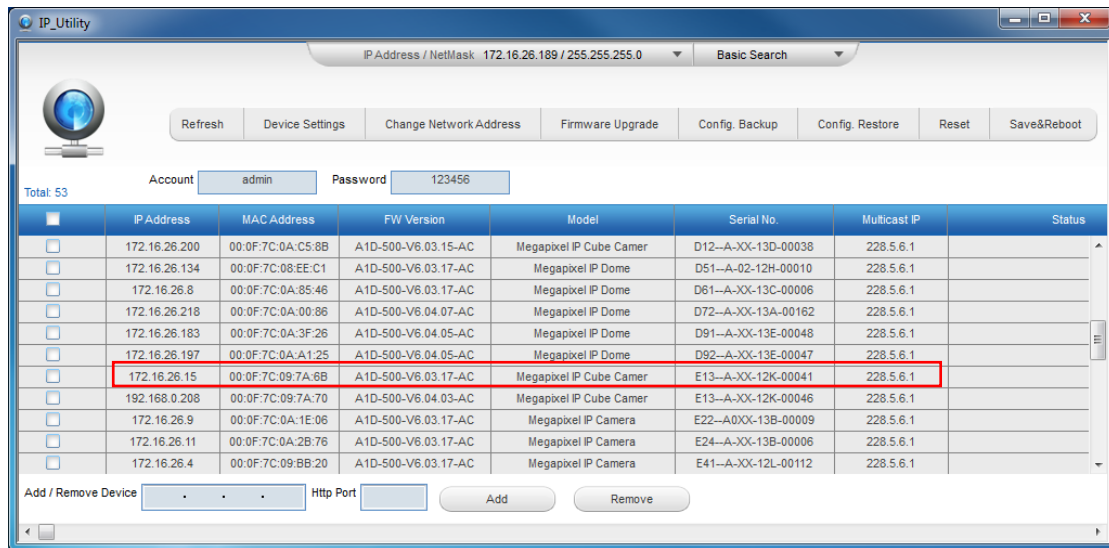 IP_Utility
IP Address / NetMask 172.16.26.189 / 255.255.255.0 Basic Search
Refresh Device Settings Change Network Address Firmware Upgrade Config. Backup Config. Restore Reset Save&Reboot
Account admin Password 123456
Total: 53
IP Address MAC Address FW Version Model Serial No. Multicast IP Status
172.16.26.200 00:0F:7C:0A:C5:8B A1D-500-V6.03.15-AC Megapixel IP Cube Camer D12--A-XX-13D-00038 228.5.6.1
172.16.26.134 00:0F:7C:08:EE:C1 A1D-500-V6.03.17-AC Megapixel IP Dome D51--A-02-12H-00010 228.5.6.1
172.16.26.8 00:0F:7C:0A:85:46 A1D-500-V6.03.17-AC Megapixel IP Dome D61--A-XX-13C-00006 228.5.6.1
172.16.26.218 00:0F:7C:0A:00:86 A1D-500-V6.04.07-AC Megapixel IP Dome D72--A-XX-13A-00162 228.5.6.1
172.16.26.183 00:0F:7C:0A:3F:26 A1D-500-V6.04.05-AC Megapixel IP Dome D91--A-XX-13E-00048 228.5.6.1
172.16.26.197 00:0F:7C:0A:A1:25 A1D-500-V6.04.05-AC Megapixel IP Dome D92--A-XX-13E-00047 228.5.6.1
172.16.26.15 00:0F:7C:09:7A:6B A1D-500-V6.03.17-AC Megapixel IP Cube Camer E13--A-XX-12K-00041 228.5.6.1
192.168.0.208 00:0F:7C:09:7A:70 A1D-500-V6.04.03-AC Megapixel IP Cube Camer E13--A-XX-12K-00046 228.5.6.1
172.16.26.9 00:0F:7C:0A:1E:06 A1D-500-V6.03.17-AC Megapixel IP Camera E22--A0XX-13B-00009 228.5.6.1
172.16.26.11 00:0F:7C:0A:2B:76 A1D-500-V6.03.17-AC Megapixel IP Camera E24--A-XX-13B-00006 228.5.6.1
172.16.26.4 00:0F:7C:09:BB:20 A1D-500-V6.03.17-AC Megapixel IP Camera E41--A-XX-12L-00112 228.5.6.1
Add / Remove Device . . . Http Port Add Remove